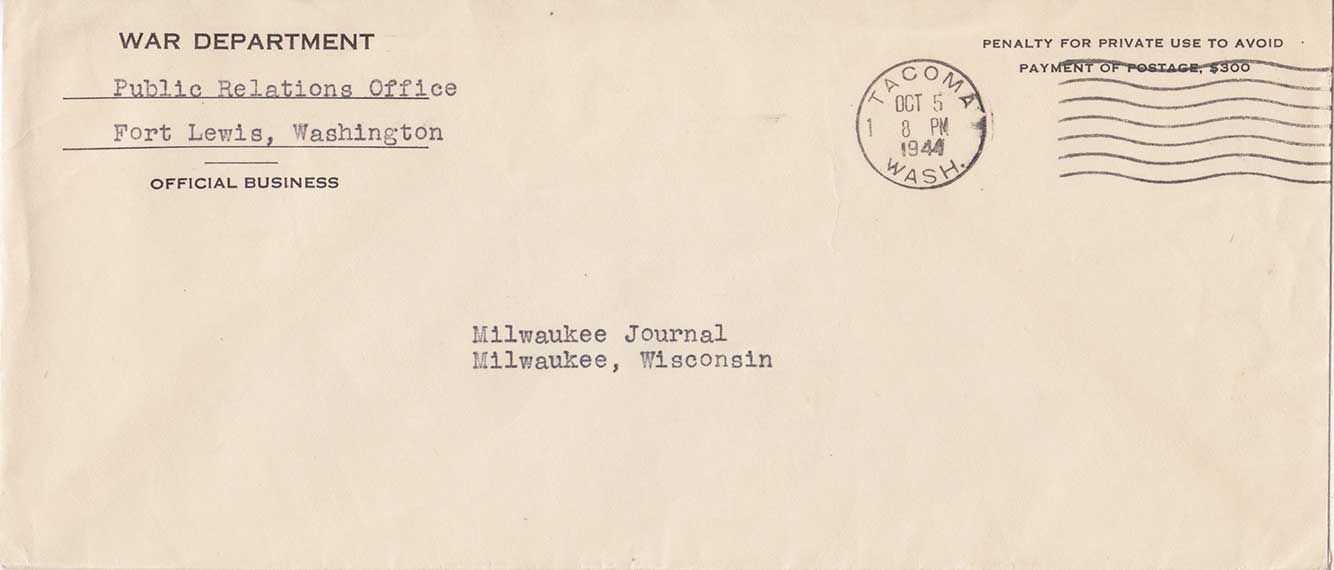 WAR DEPARTMENT
Public Relations Office
Fort Lewis, Washington
OFFICIAL BUSINESS
PENALTY FOR PRIVATE USE TO AVOID
PAYMENT OF POSTAGE, $300
TACOMA
OCT 5
1 8 PM
1944
WASH.
Milwaukee Journal
Milwaukee, Wisconsin